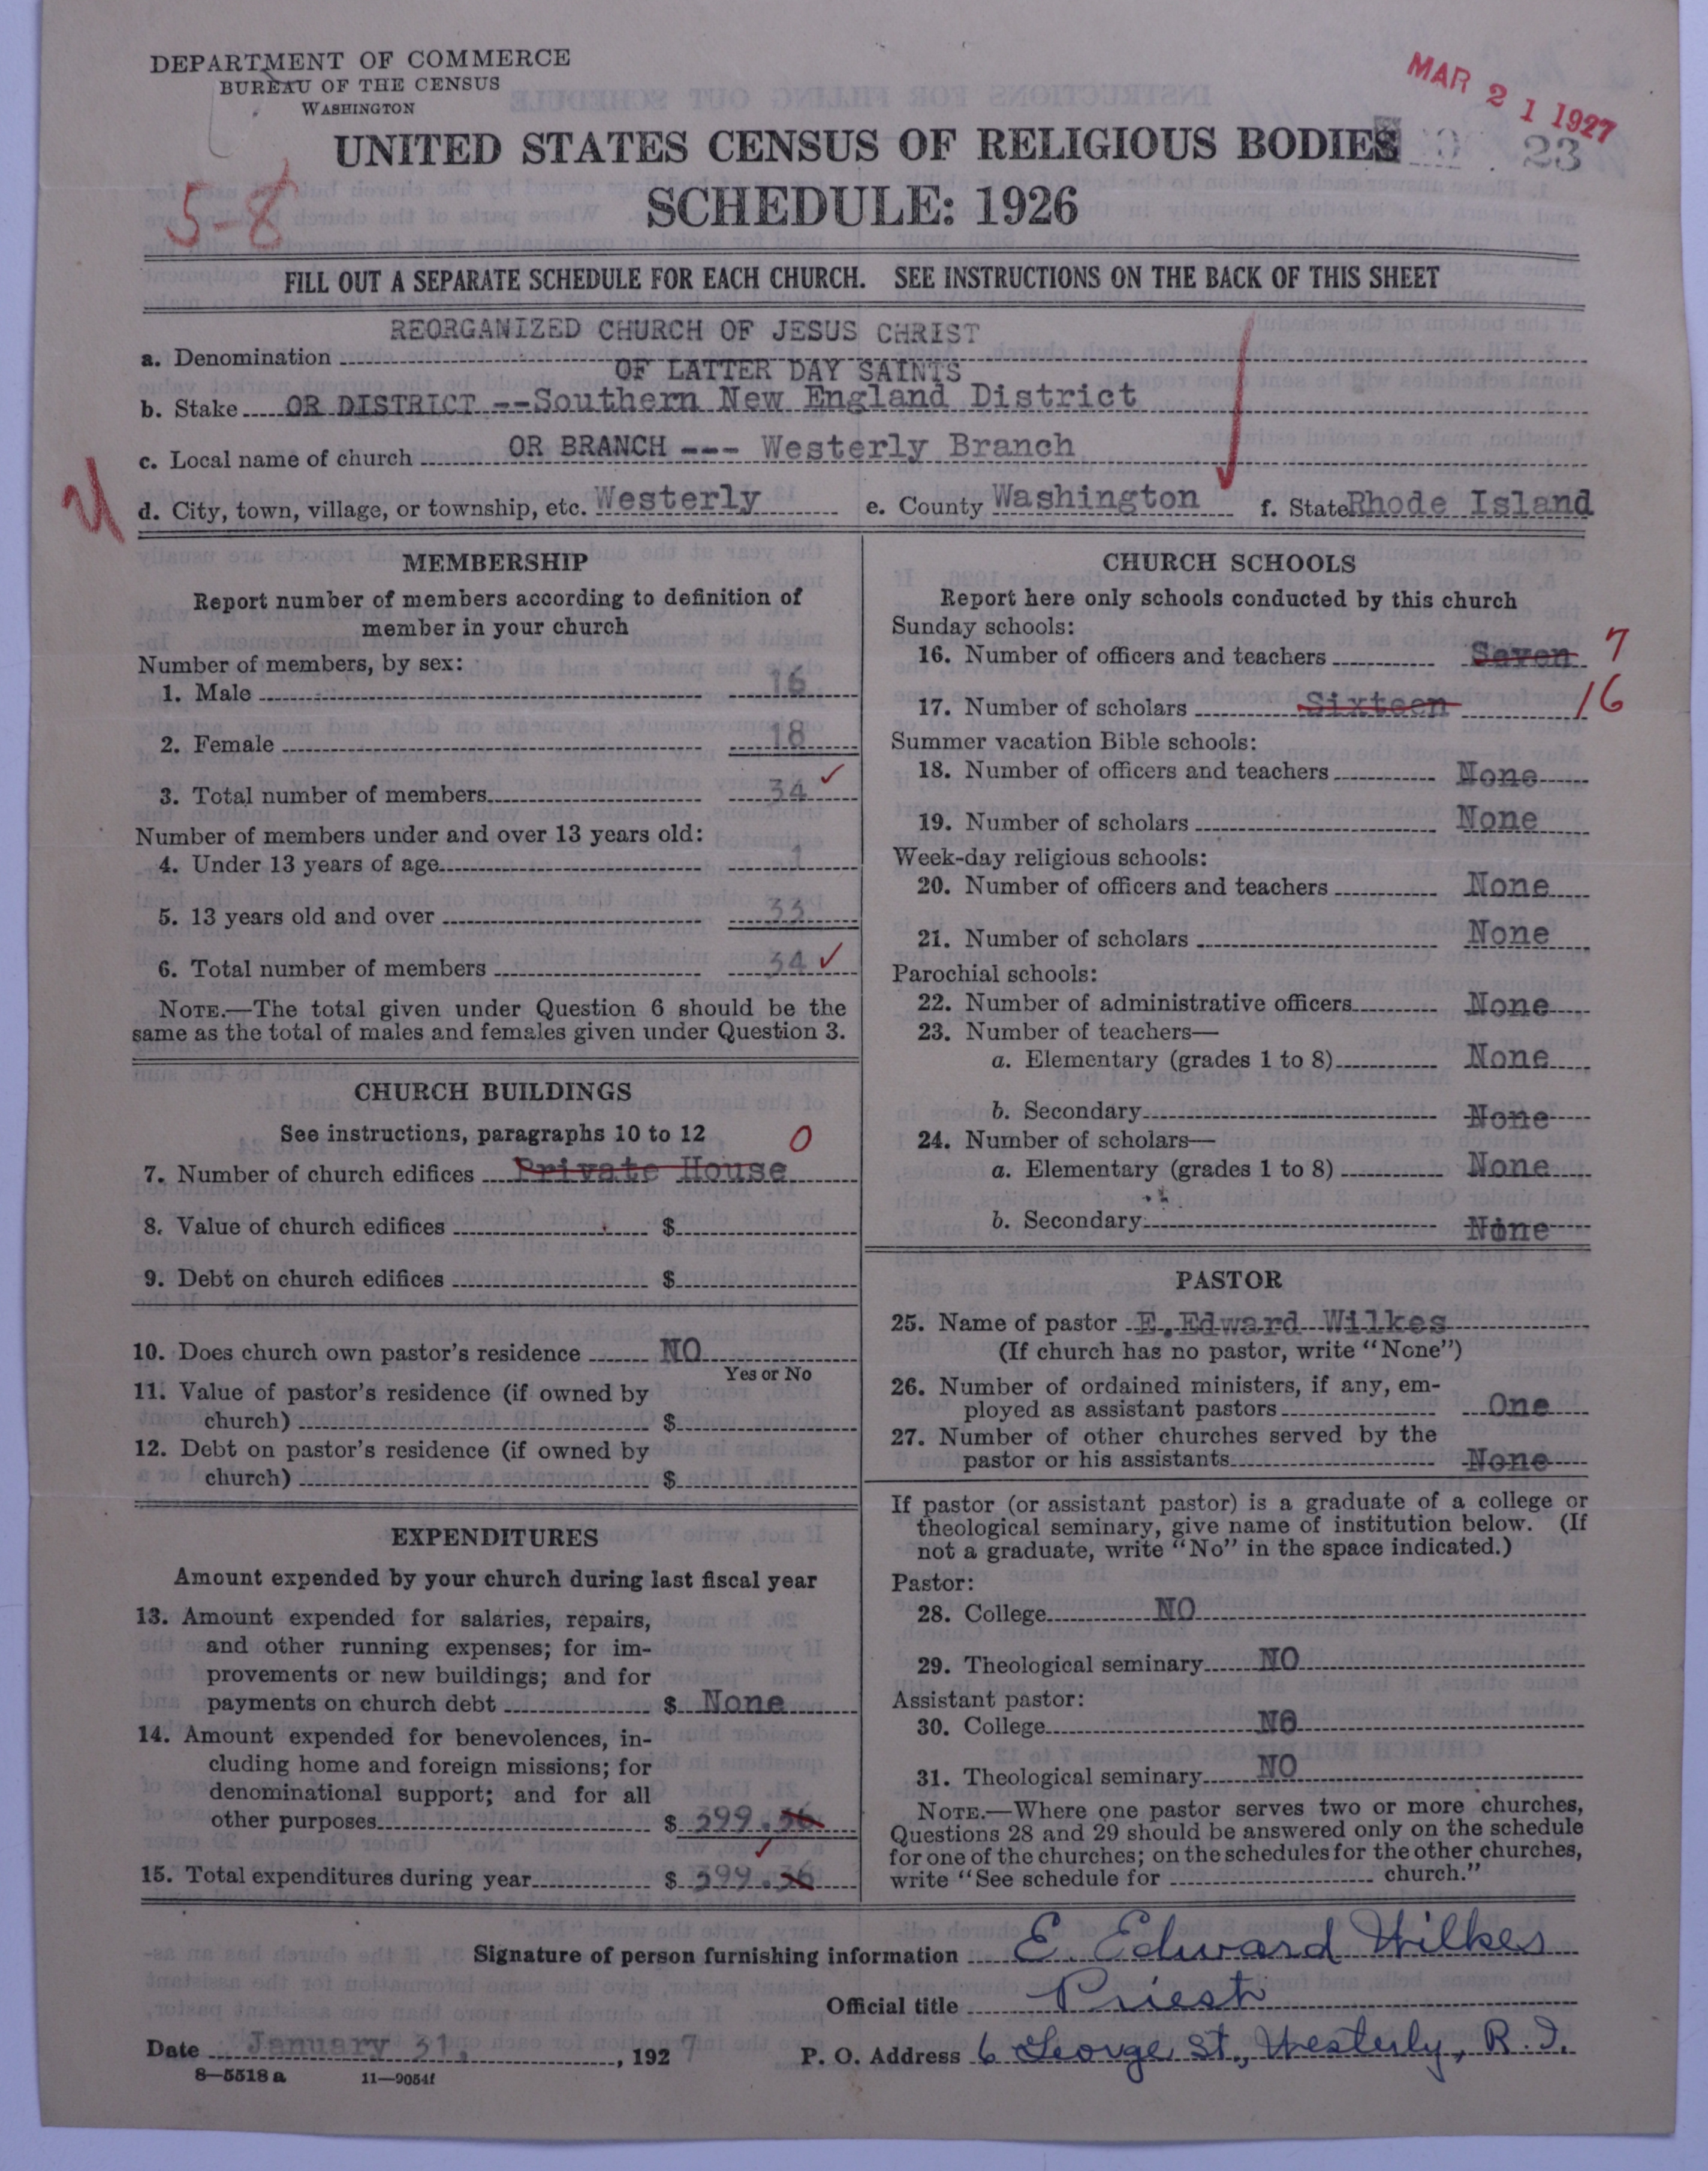 DEPARTMENT OF COMMERCE
BUREAU OF THE CENSUS
WASHINGTON
MAR 21 1927
UNITED STATES CENSUS OF RELIGIOUS BODIES
23
SCHEDULE: 1926
5-8
FILL OUT A SEPARATE SCHEDULE FOR EACH CHURCH. SEE INSTRUCTIONS ON THE BACK OF THIS SHEET
REORGANIZED CHURCH OF JESUS CHRIST
a. Denomination
OF LATTER DAY SAINTS
b. Stake OR DISTRICT --Southern New England District
c. Local name of church OR BRANCH --- Westerly Branch
d. City, town, village, or township, etc. Westerly e. County Washington f. State Rhode Island
MEMBERSHIP
Report number of members according to definition of
member in your church
Number of members, by sex:
1. Male 16
2. Female 18
3. Total number of members 34 ✓
Number of members under and over 13 years old:
4. Under 13 years of age 1
5. 13 years old and over 33
6. Total number of members 34 ✓
NOTE.—The total given under Question 6 should be the
same as the total of males and females given under Question 3.
CHURCH BUILDINGS
See instructions, paragraphs 10 to 12 0
7. Number of church edifices Private House
8. Value of church edifices $
9. Debt on church edifices $
10. Does church own pastor's residence NO
Yes or No
11. Value of pastor's residence (if owned by
church) $
12. Debt on pastor's residence (if owned by
church) $
EXPENDITURES
Amount expended by your church during last fiscal year
13. Amount expended for salaries, repairs,
and other running expenses; for im-
provements or new buildings; and for
payments on church debt $ None
14. Amount expended for benevolences, in-
cluding home and foreign missions; for
denominational support; and for all
other purposes $ 399.36
15. Total expenditures during year $ 399.36
CHURCH SCHOOLS
Report here only schools conducted by this church
Sunday schools:
16. Number of officers and teachers Seven 7
17. Number of scholars Sixteen 16
Summer vacation Bible schools:
18. Number of officers and teachers None
19. Number of scholars None
Week-day religious schools:
20. Number of officers and teachers None
21. Number of scholars None
Parochial schools:
22. Number of administrative officers None
23. Number of teachers—
a. Elementary (grades 1 to 8) None
b. Secondary None
24. Number of scholars—
a. Elementary (grades 1 to 8) None
b. Secondary None
PASTOR
25. Name of pastor E. Edward Wilkes
(If church has no pastor, write "None")
26. Number of ordained ministers, if any, em-
ployed as assistant pastors One
27. Number of other churches served by the
pastor or his assistants None
If pastor (or assistant pastor) is a graduate of a college or
theological seminary, give name of institution below. (If
not a graduate, write "No" in the space indicated.)
Pastor:
28. College NO
29. Theological seminary NO
Assistant pastor:
30. College NO
31. Theological seminary NO
NOTE.—Where one pastor serves two or more churches,
Questions 28 and 29 should be answered only on the schedule
for one of the churches; on the schedules for the other churches,
write "See schedule for church."
Signature of person furnishing information E. Edward Wilkes
Official title Priest
Date January 31, 1927 P. O. Address 6 George St., Westerly, R. I.
8—5518 a 11—9054f